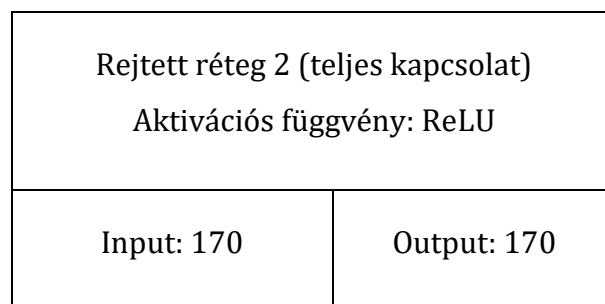 Rejtett réteg 2 (teljes kapcsolat)
Aktivációs függvény: ReLU
Input: 170
Output: 170